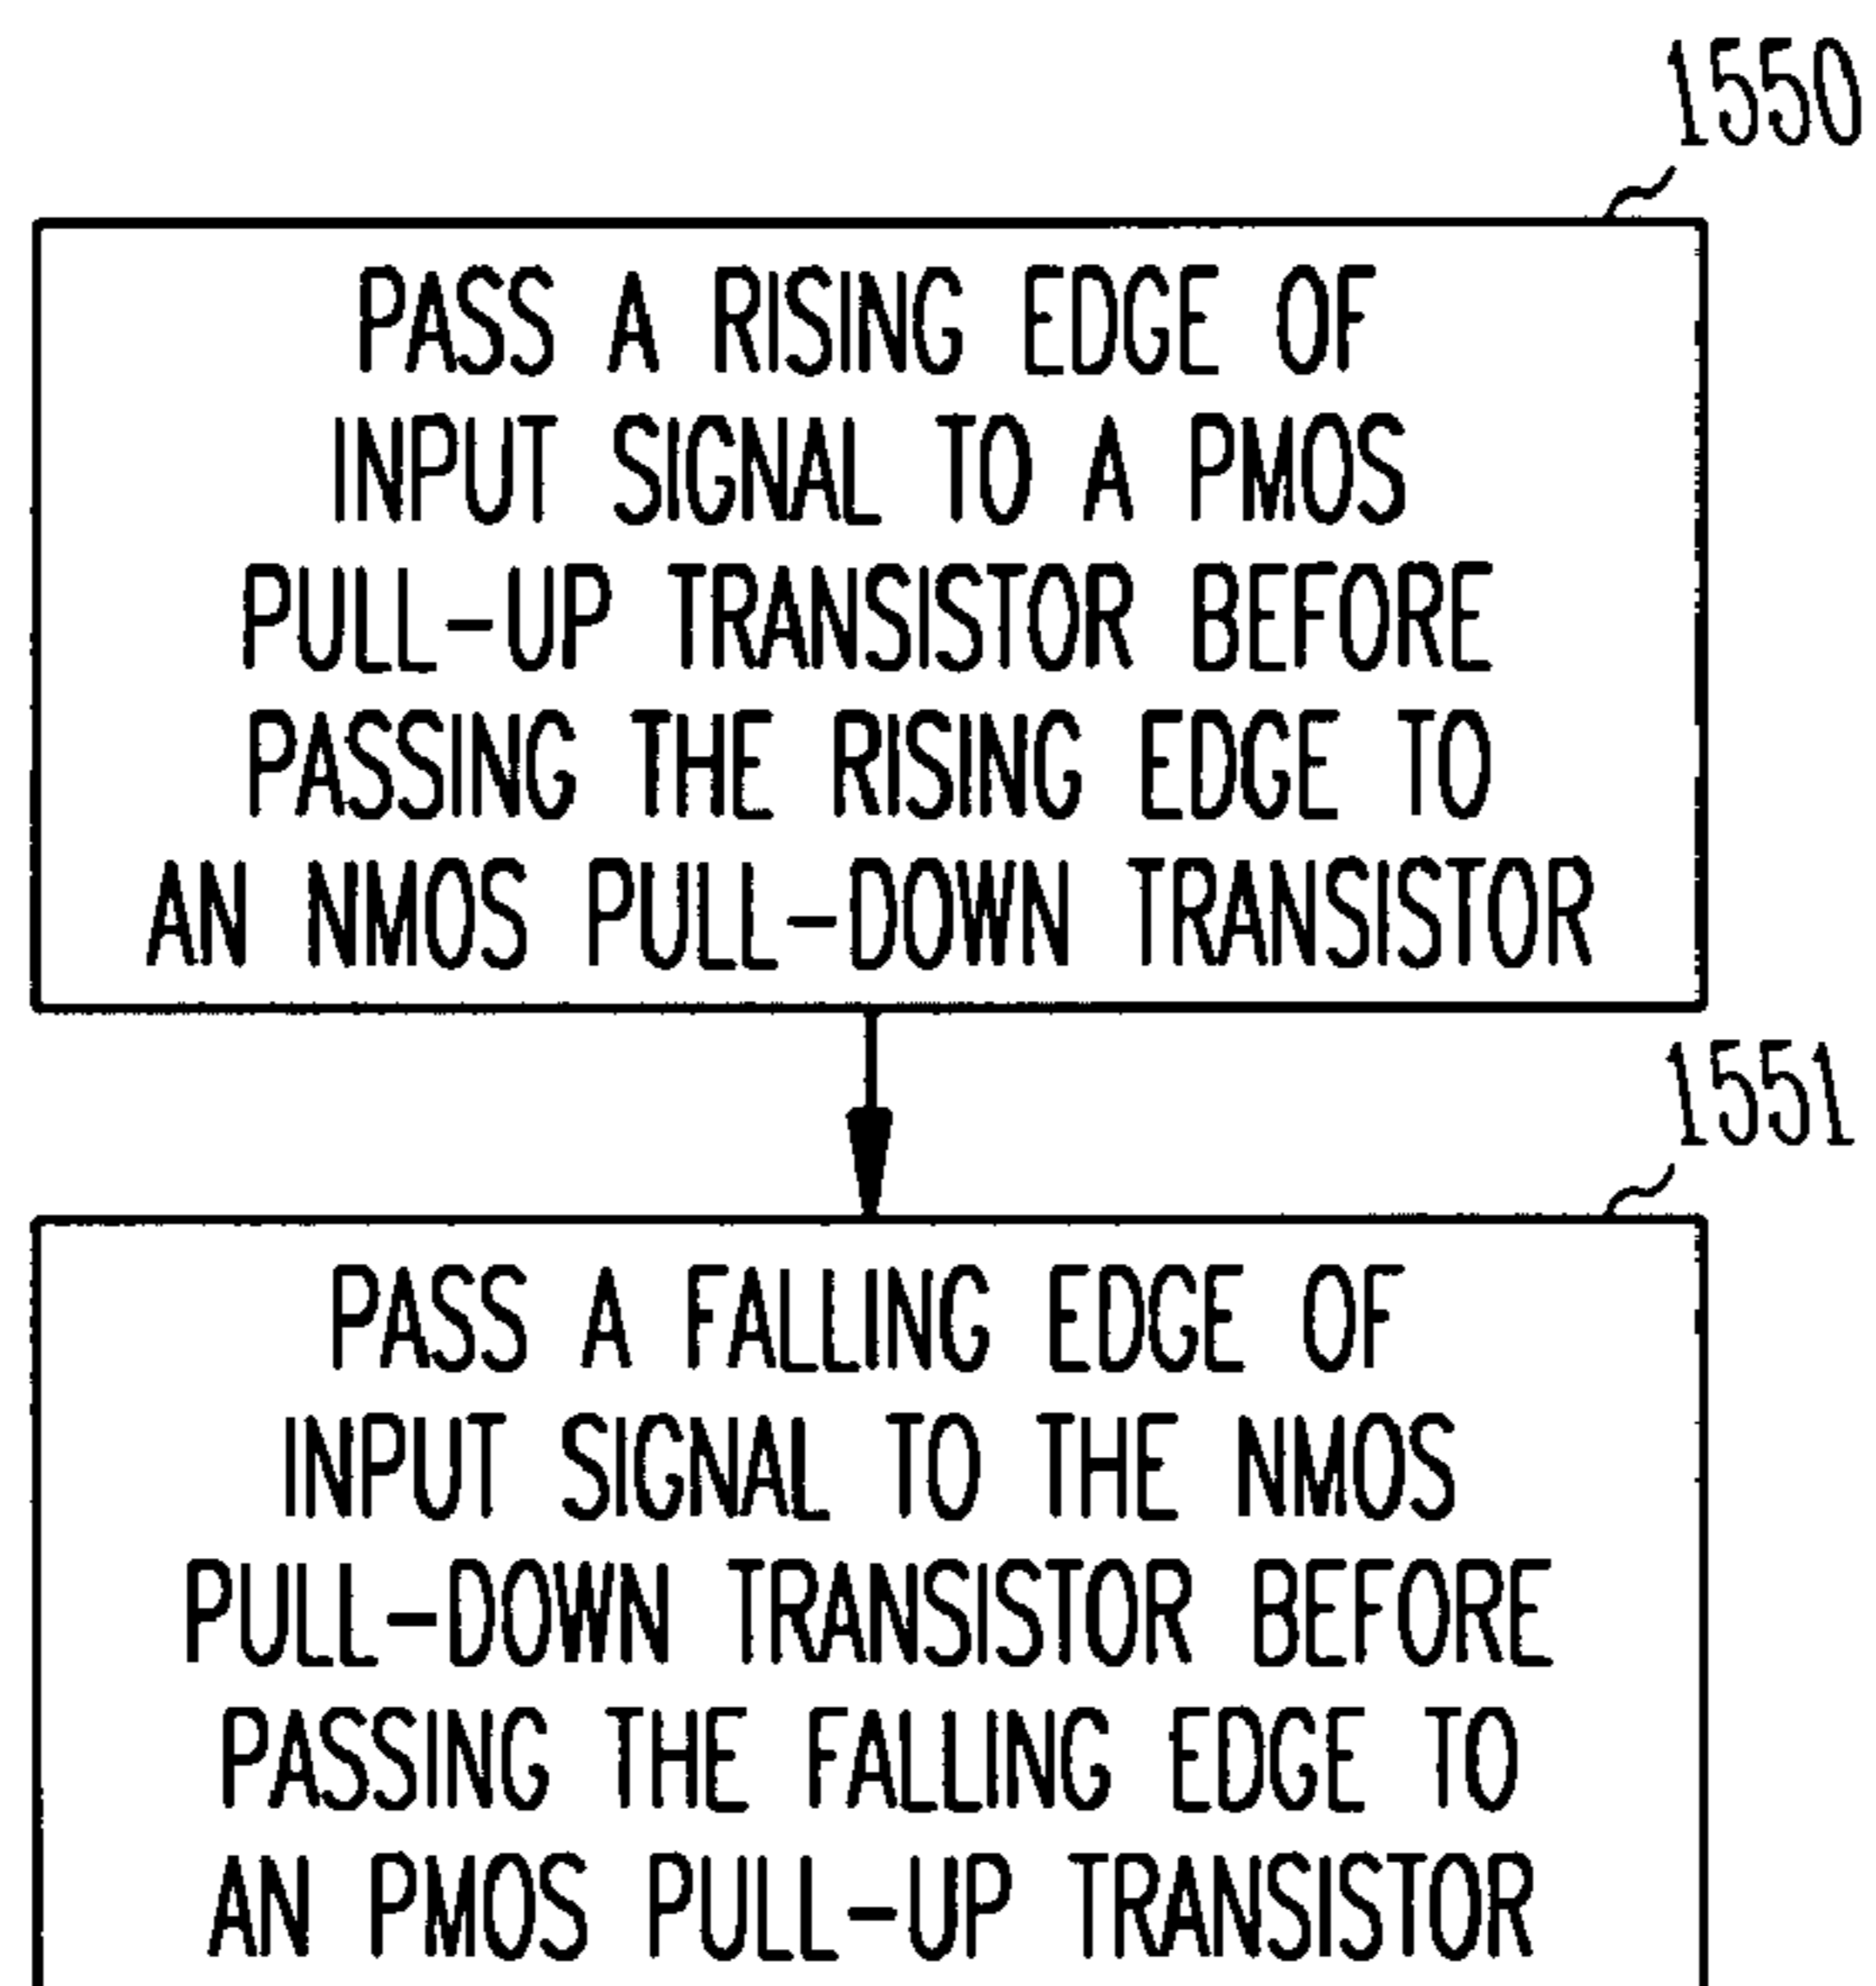 1550
PASS A RISING EDGE OF
INPUT SIGNAL TO A PMOS
PULL-UP TRANSISTOR BEFORE
PASSING THE RISING EDGE TO
AN NMOS PULL-DOWN TRANSISTOR
1551
PASS A FALLING EDGE OF
INPUT SIGNAL TO THE NMOS
PULL-DOWN TRANSISTOR BEFORE
PASSING THE FALLING EDGE TO
AN PMOS PULL-UP TRANSISTOR